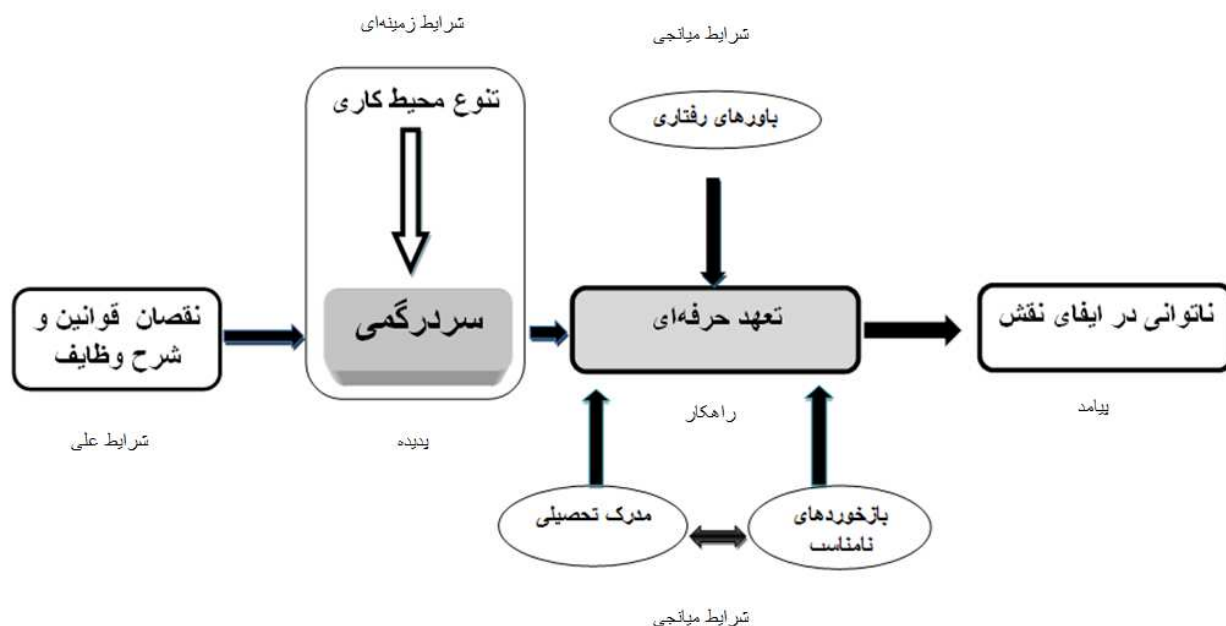 شرایط زمینه‌ای
شرایط میانجی
تنوع محیط کاری
باورهای رفتاری
نقصان قوانین و
شرح وظایف
سردرگمی
تعهد حرفه‌ای
ناتوانی در ایفای نقش
شرایط علی
پدیده
راهکار
پیامد
مدرک تحصیلی
بازخوردهای
نامناسب
شرایط میانجی